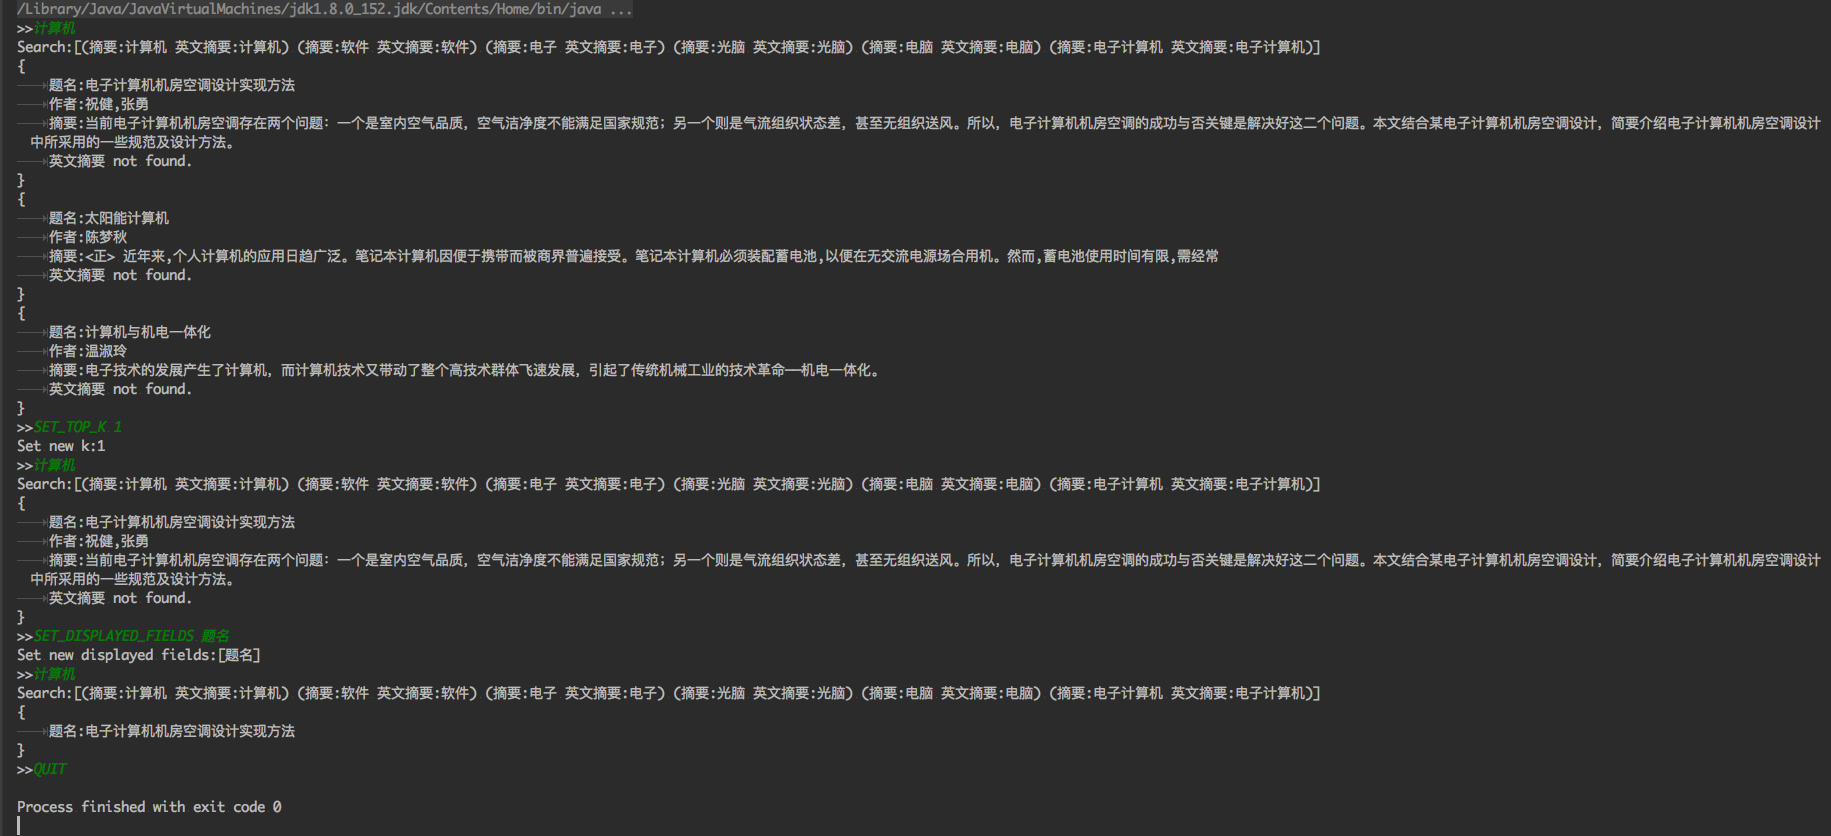 /Library/Java/JavaVirtualMachines/jdk1.8.0_152.jdk/Contents/Home/bin/java ...
>>计算机
Search:[(摘要:计算机 英文摘要:计算机) (摘要:软件 英文摘要:软件) (摘要:电子 英文摘要:电子) (摘要:光脑 英文摘要:光脑) (摘要:电脑 英文摘要:电脑) (摘要:电子计算机 英文摘要:电子计算机)]
{
题名:电子计算机机房空调设计实现方法
作者:祝健,张勇
摘要:当前电子计算机机房空调存在两个问题: 一个是室内空气品质, 空气洁净度不能满足国家规范; 另一个则是气流组织状态差, 甚至无组织送风。所以, 电子计算机机房空调的成功与否关键是解决好这二个问题。本文结合某电子计算机机房空调设计, 简要介绍电子计算机机房空调设计
中所采用的一些规范及设计方法。
英文摘要 not found.
}
{
题名:太阳能计算机
作者:陈梦秋
摘要:<正> 近年来,个人计算机的应用日趋广泛。笔记本计算机因便于携带而被商界普遍接受。笔记本计算机必须装配蓄电池,以便在无交流电源场合用机。然而,蓄电池使用时间有限,需经常
英文摘要 not found.
}
{
题名:计算机与机电一体化
作者:温淑玲
摘要:电子技术的发展产生了计算机, 而计算机技术又带动了整个高技术群体飞速发展, 引起了传统机械工业的技术革命——机电一体化。
英文摘要 not found.
}
>>SET_TOP_K 1
Set new k:1
>>计算机
Search:[(摘要:计算机 英文摘要:计算机) (摘要:软件 英文摘要:软件) (摘要:电子 英文摘要:电子) (摘要:光脑 英文摘要:光脑) (摘要:电脑 英文摘要:电脑) (摘要:电子计算机 英文摘要:电子计算机)]
{
题名:电子计算机机房空调设计实现方法
作者:祝健,张勇
摘要:当前电子计算机机房空调存在两个问题: 一个是室内空气品质, 空气洁净度不能满足国家规范; 另一个则是气流组织状态差, 甚至无组织送风。所以, 电子计算机机房空调的成功与否关键是解决好这二个问题。本文结合某电子计算机机房空调设计, 简要介绍电子计算机机房空调设计
中所采用的一些规范及设计方法。
英文摘要 not found.
}
>>SET_DISPLAYED_FIELDS 题名
Set new displayed fields:[题名]
>>计算机
Search:[(摘要:计算机 英文摘要:计算机) (摘要:软件 英文摘要:软件) (摘要:电子 英文摘要:电子) (摘要:光脑 英文摘要:光脑) (摘要:电脑 英文摘要:电脑) (摘要:电子计算机 英文摘要:电子计算机)]
{
题名:电子计算机机房空调设计实现方法
}
>>QUIT
Process finished with exit code 0